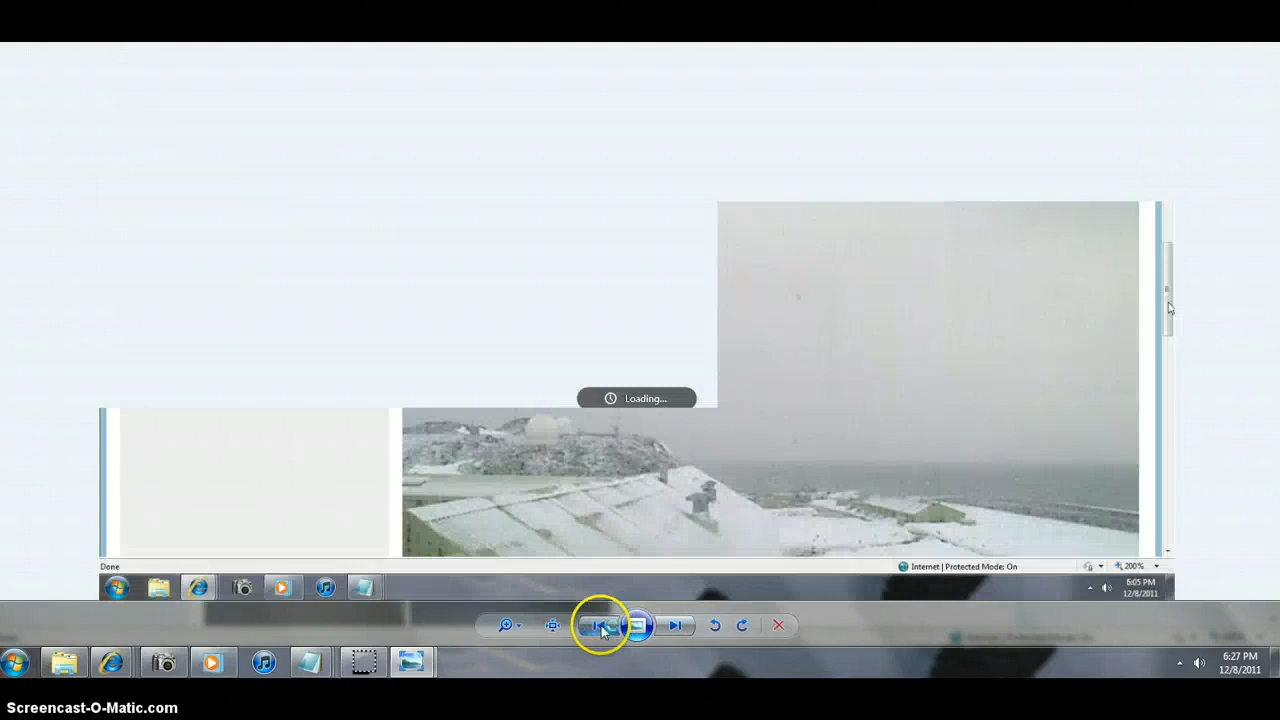 Loading...
Done
Internet | Protected Mode: On
200%
6:05 PM
12/8/2011
6:27 PM
12/8/2011
Screencast-O-Matic.com